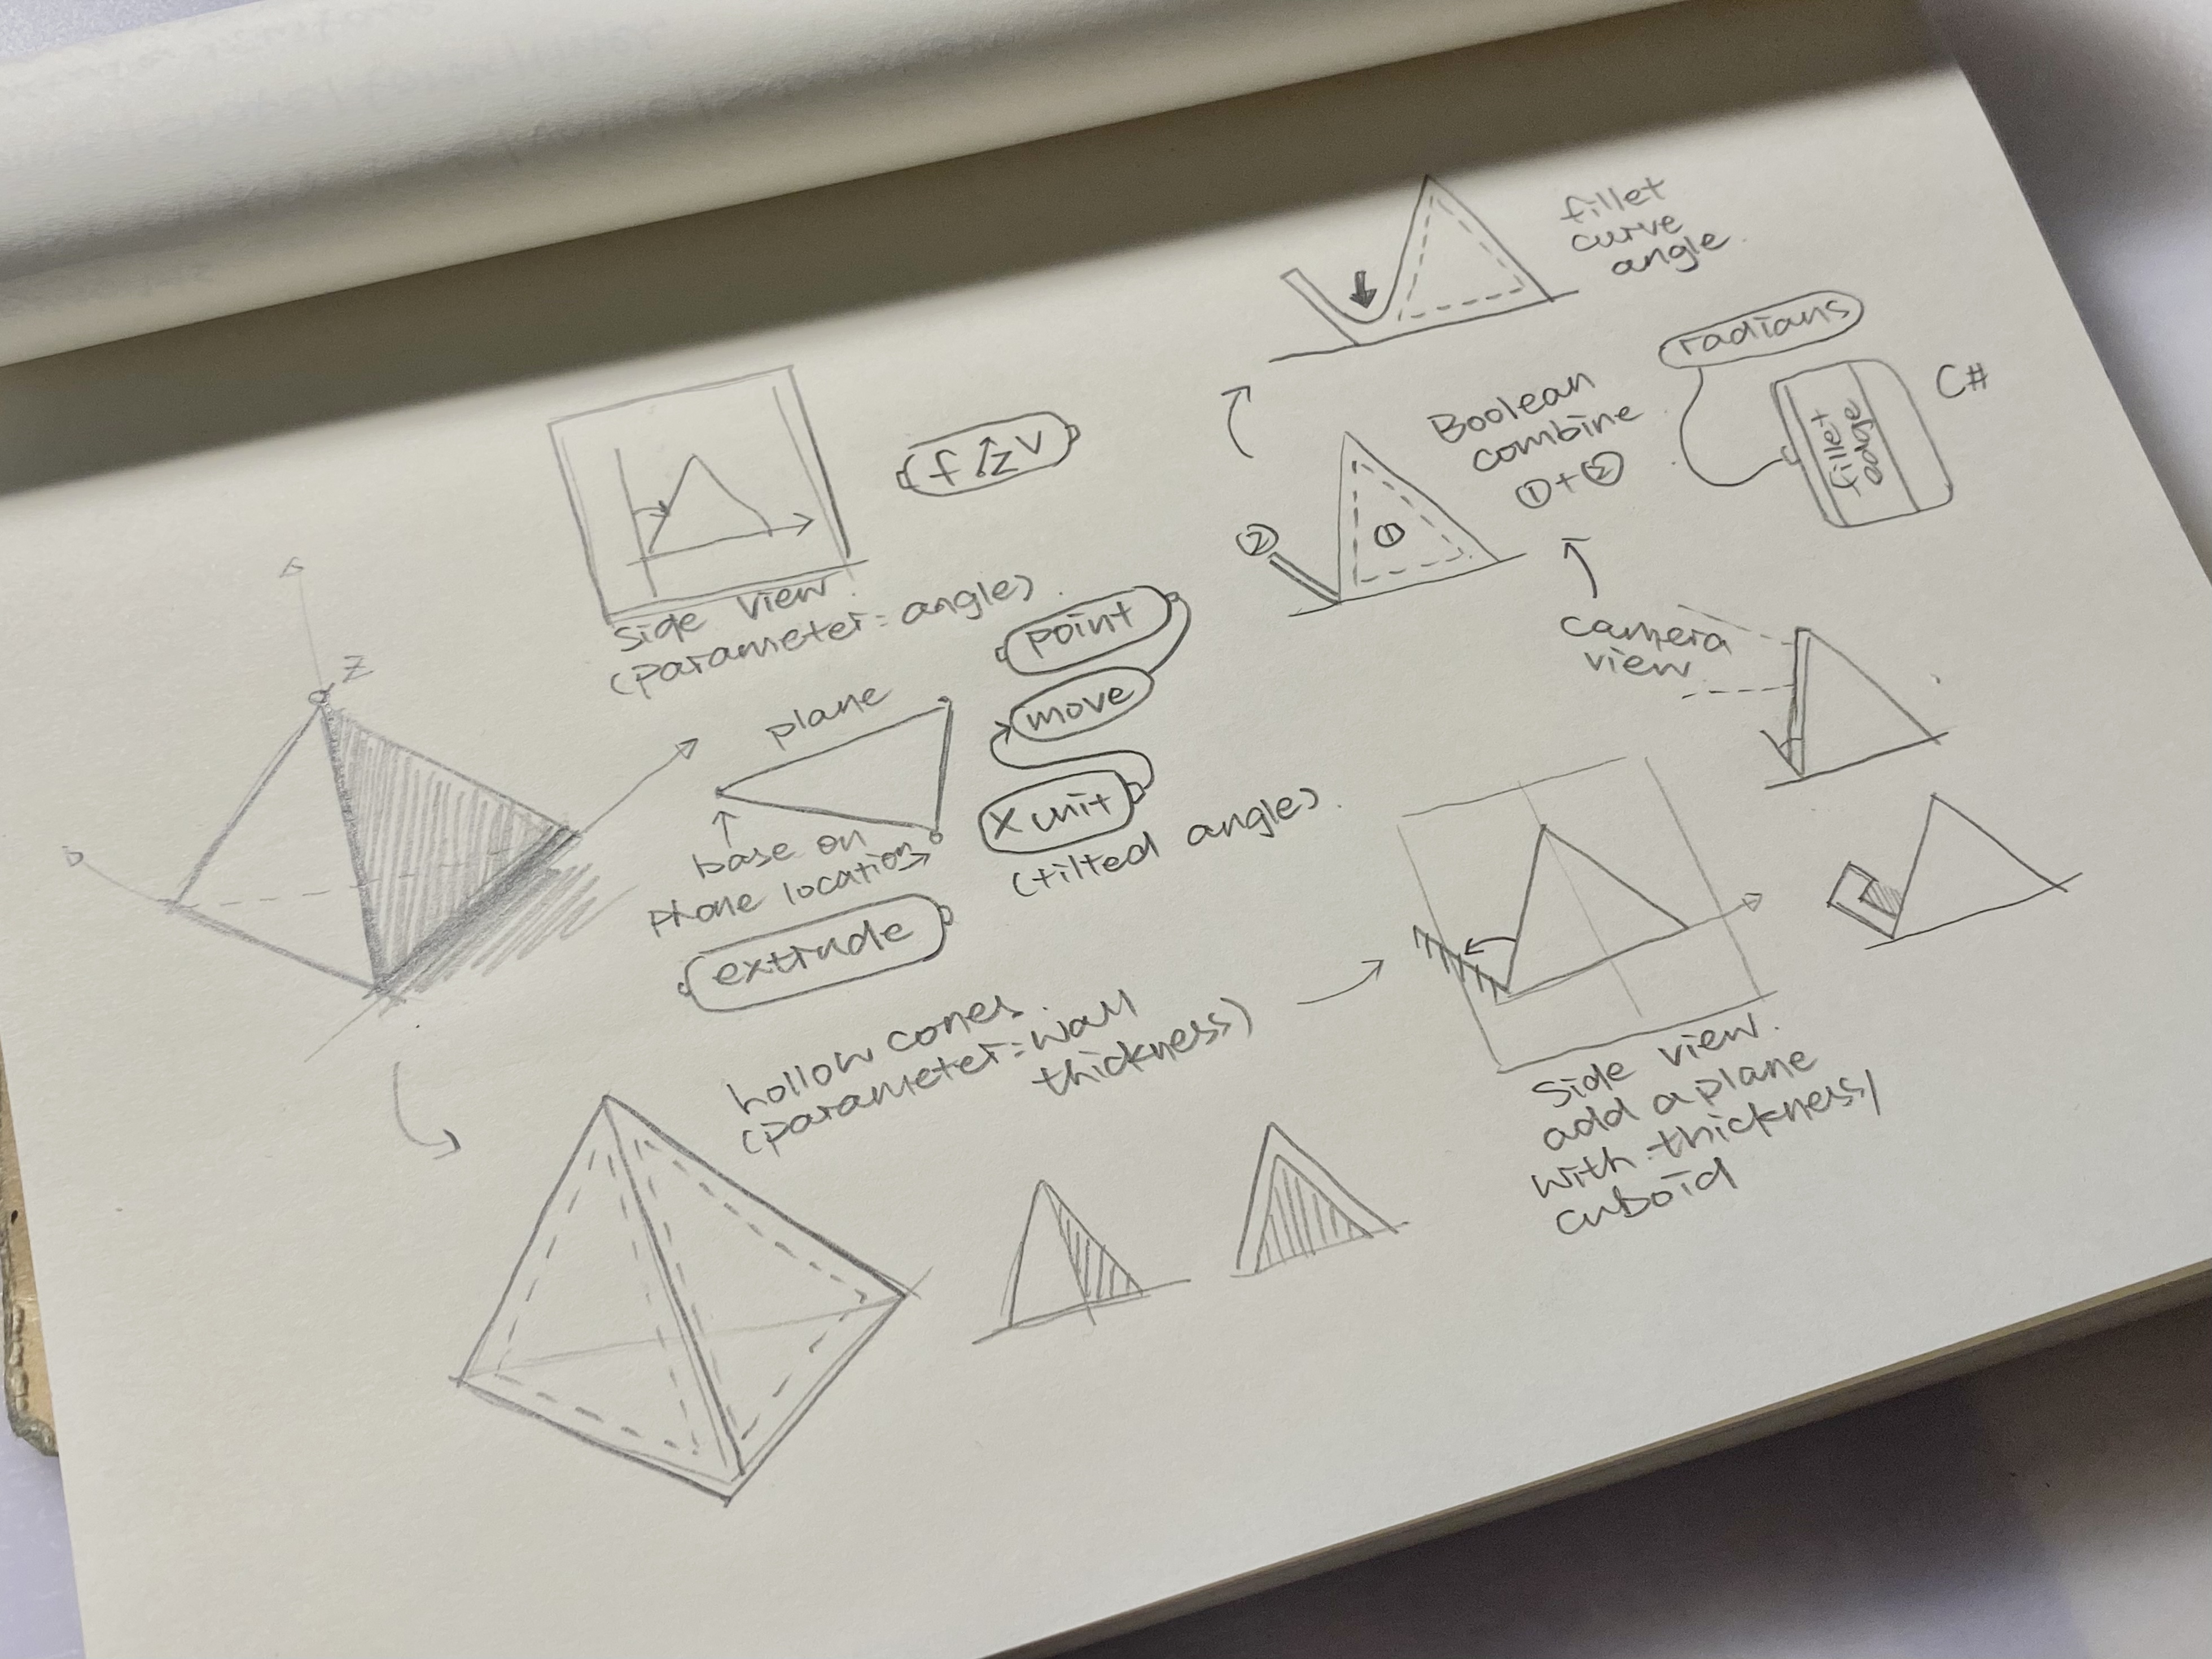 fillet
curve
angle.
radians
C#
fillet
edge
Boolean
combine
①+②
②
①
Side view.
(parameter: angle)
point
move
X unit
(tilted angle)
Z
plane
base on
phone location
extrude
camera
view
hollow cones.
(parameter: wall
thickness)
Side view.
add a plane
with thickness/
cuboid